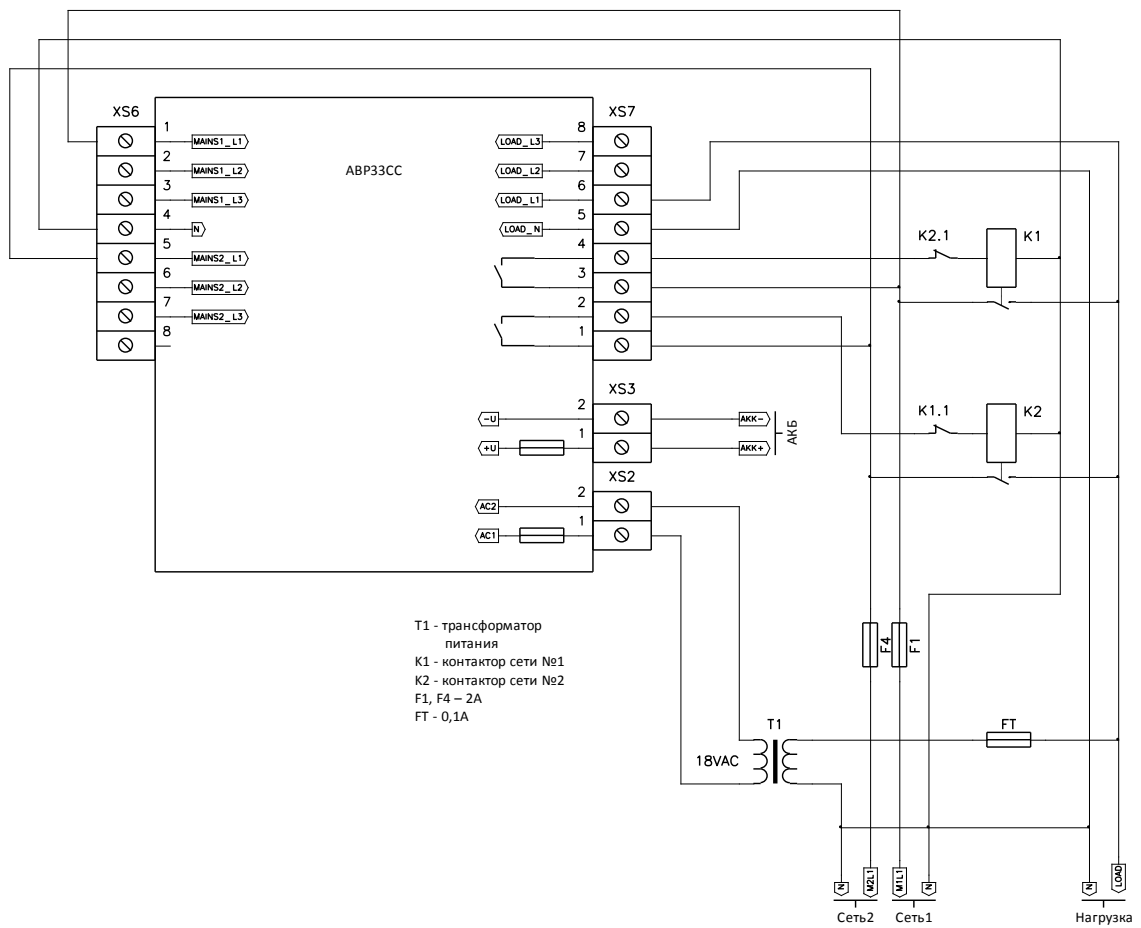 XS6
1
MAINS1_L1
2
MAINS1_L2
3
MAINS1_L3
4
N
5
MAINS2_L1
6
MAINS2_L2
7
MAINS2_L3
8
АВР33СС
XS7
8
LOAD_L3
7
LOAD_L2
6
LOAD_L1
5
LOAD_N
4
3
2
1
K2.1
K1
K1.1
K2
XS3
2
-U
AKK-
1
+U
AKK+
АКБ
XS2
2
AC2
1
AC1
T1 - трансформатор
питания
K1 - контактор сети №1
K2 - контактор сети №2
F1, F4 – 2A
FT - 0,1A
F4
F1
T1
FT
18VAC
N
M2L1
M1L1
N
N
LOAD
Сеть2
Сеть1
Нагрузка